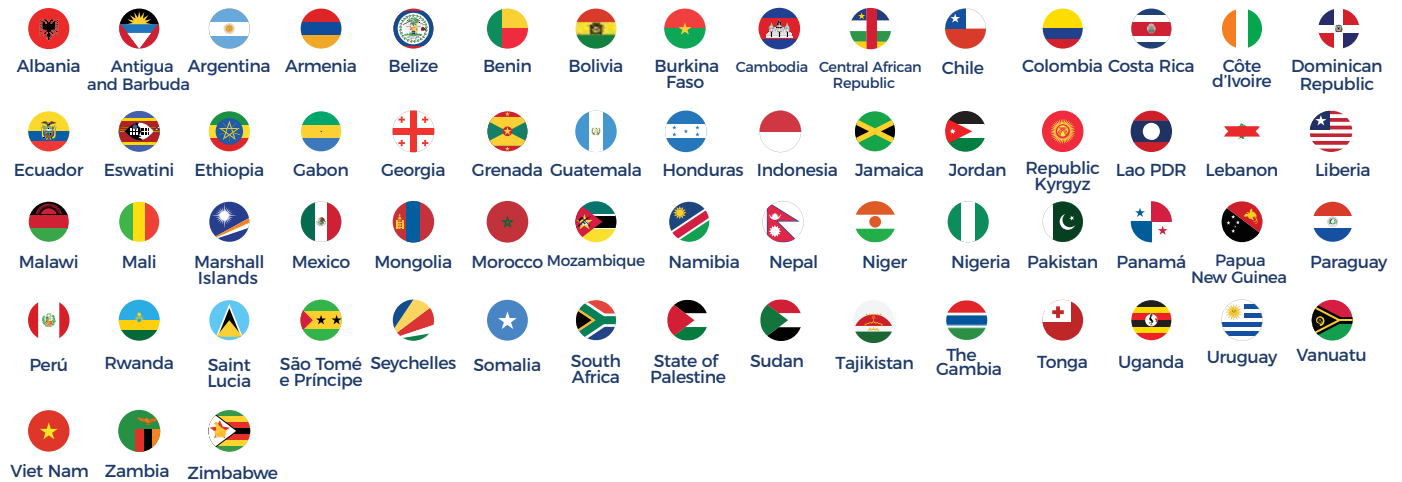 Albania
Antigua
and Barbuda
Argentina
Armenia
Belize
Benin
Bolivia
Burkina
Faso
Cambodia
Central African
Republic
Chile
Colombia
Costa Rica
Côte
d'Ivoire
Dominican
Republic
Ecuador
Eswatini
Ethiopia
Gabon
Georgia
Grenada
Guatemala
Honduras
Indonesia
Jamaica
Jordan
Republic
Kyrgyz
Lao PDR
Lebanon
Liberia
Malawi
Mali
Marshall
Islands
Mexico
Mongolia
Morocco
Mozambique
Namibia
Nepal
Niger
Nigeria
Pakistan
Panamá
Papua
New Guinea
Paraguay
Perú
Rwanda
Saint
Lucia
São Tomé
e Príncipe
Seychelles
Somalia
South
Africa
State of
Palestine
Sudan
Tajikistan
The
Gambia
Tonga
Uganda
Uruguay
Vanuatu
Viet Nam
Zambia
Zimbabwe